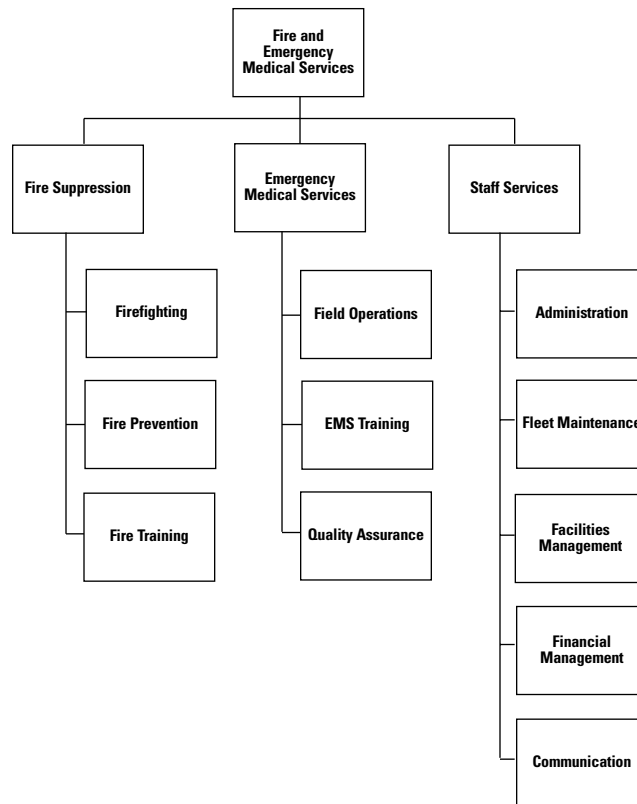 Fire and
Emergency
Medical Services
Fire Suppression
Emergency
Medical Services
Staff Services
Firefighting
Field Operations
Administration
Fire Prevention
EMS Training
Fleet Maintenance
Fire Training
Quality Assurance
Facilities
Management
Financial
Management
Communication